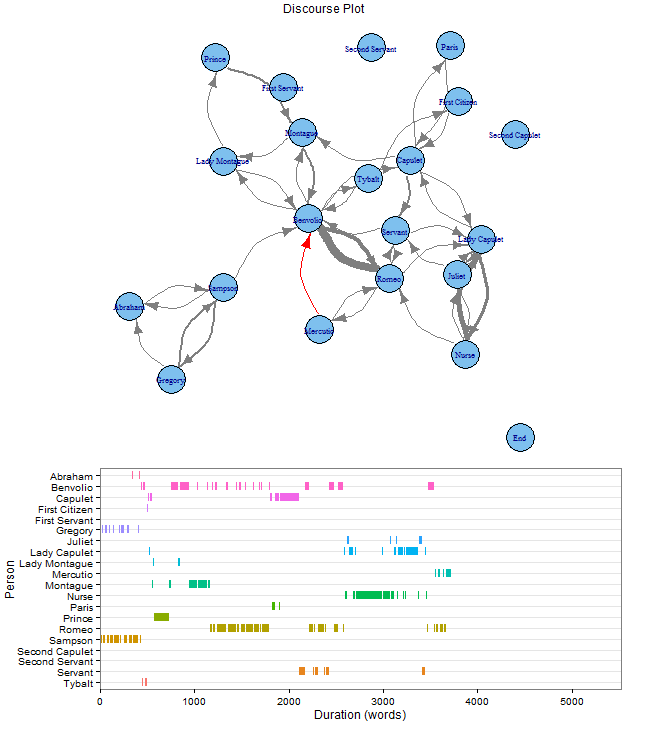 Discourse Plot
Second Servant
Paris
Prince
First Servant
First Citizen
Montague
Second Capulet
Lady Montague
Capulet
Tybalt
Benvolio
Servant
Lady Capulet
Romeo
Juliet
Sampson
Abraham
Mercutio
Nurse
Gregory
End
Abraham
Benvolio
Capulet
First Citizen
First Servant
Gregory
Juliet
Lady Capulet
Lady Montague
Mercutio
Montague
Nurse
Paris
Prince
Romeo
Sampson
Second Capulet
Second Servant
Servant
Tybalt
Person
0 1000 2000 3000 4000 5000
Duration (words)